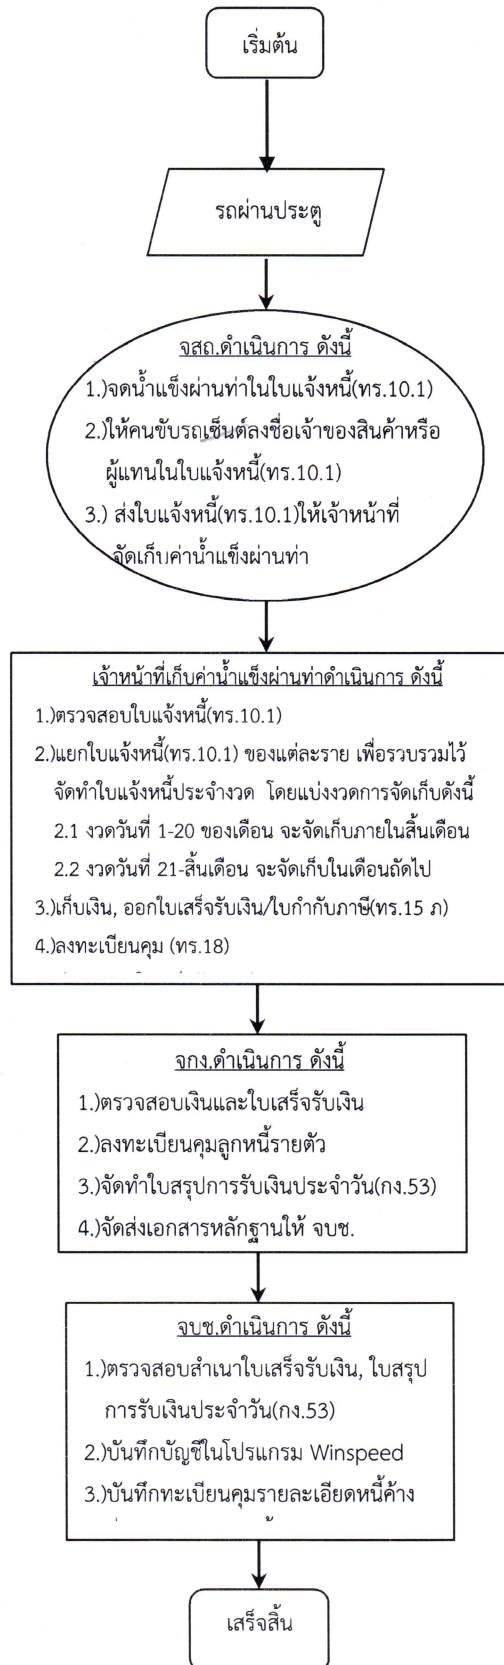 เริ่มต้น
รถผ่านประตู
จสถ.ดำเนินการ ดังนี้
1.)จดน้ำแข็งผ่านท่าในใบแจ้งหนี้(ทร.10.1)
2.)ให้คนขับรถเซ็นต์ลงชื่อเจ้าของสินค้าหรือ
ผู้แทนในใบแจ้งหนี้(ทร.10.1)
3.) ส่งใบแจ้งหนี้(ทร.10.1)ให้เจ้าหน้าที่
จัดเก็บค่าน้ำแข็งผ่านท่า
เจ้าหน้าที่เก็บค่าน้ำแข็งผ่านท่าดำเนินการ ดังนี้
1.)ตรวจสอบใบแจ้งหนี้(ทร.10.1)
2.)แยกใบแจ้งหนี้(ทร.10.1) ของแต่ละราย เพื่อรวบรวมไว้
จัดทำใบแจ้งหนี้ประจำงวด โดยแบ่งงวดการจัดเก็บดังนี้
2.1 งวดวันที่ 1-20 ของเดือน จะจัดเก็บภายในสิ้นเดือน
2.2 งวดวันที่ 21-สิ้นเดือน จะจัดเก็บในเดือนถัดไป
3.)เก็บเงิน, ออกใบเสร็จรับเงิน/ใบกำกับภาษี(ทร.15 ภ)
4.)ลงทะเบียนคุม (ทร.18)
จกง.ดำเนินการ ดังนี้
1.)ตรวจสอบเงินและใบเสร็จรับเงิน
2.)ลงทะเบียนคุมลูกหนี้รายตัว
3.)จัดทำใบสรุปการรับเงินประจำวัน(กง.53)
4.)จัดส่งเอกสารหลักฐานให้ จบช.
จบช.ดำเนินการ ดังนี้
1.)ตรวจสอบสำเนาใบเสร็จรับเงิน, ใบสรุป
การรับเงินประจำวัน(กง.53)
2.)บันทึกบัญชีในโปรแกรม Winspeed
3.)บันทึกทะเบียนคุมรายละเอียดหนี้ค้าง
เสร็จสิ้น